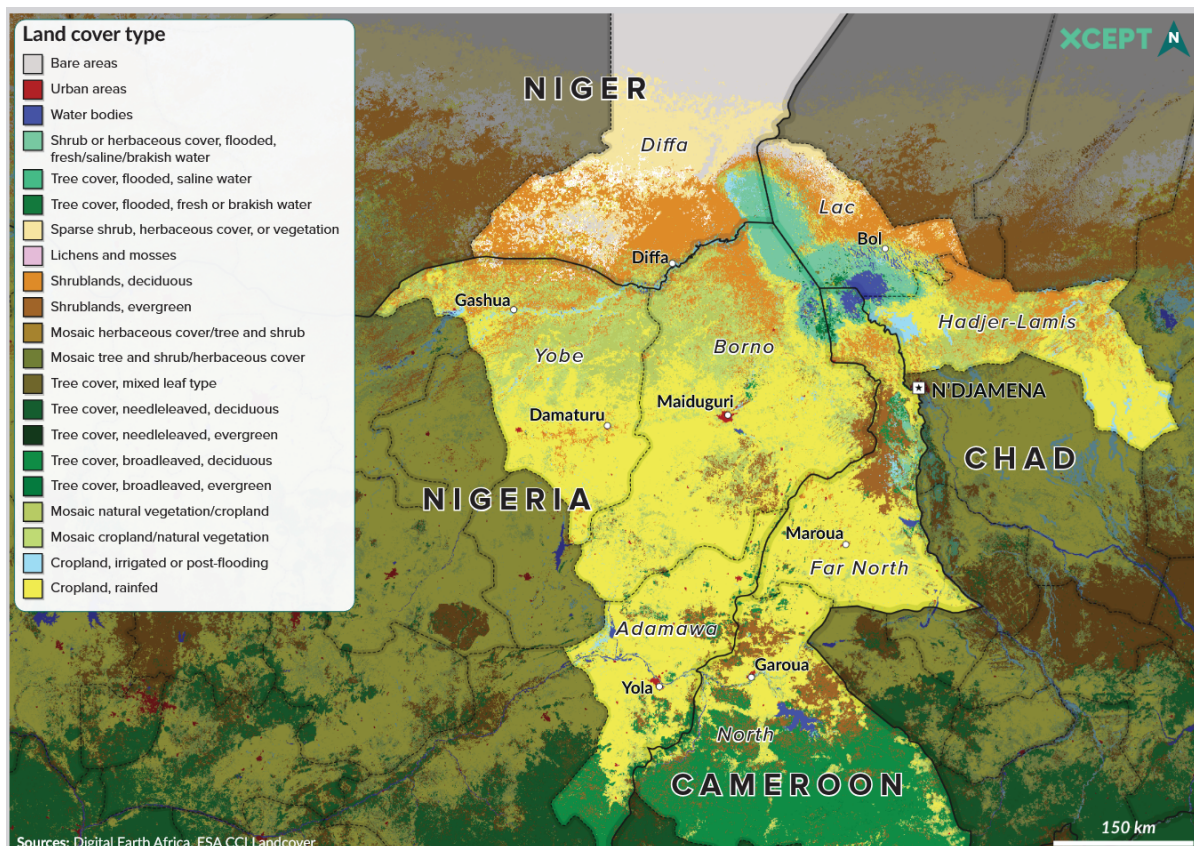 Land cover type
Bare areas
Urban areas
Water bodies
Shrub or herbaceous cover, flooded,
fresh/saline/brakish water
Tree cover, flooded, saline water
Tree cover, flooded, fresh or brakish water
Sparse shrub, herbaceous cover, or vegetation
Lichens and mosses
Shrublands, deciduous
Shrublands, evergreen
Mosaic herbaceous cover/tree and shrub
Mosaic tree and shrub/herbaceous cover
Tree cover, mixed leaf type
Tree cover, needleleaved, deciduous
Tree cover, needleleaved, evergreen
Tree cover, broadleaved, deciduous
Tree cover, broadleaved, evergreen
Mosaic natural vegetation/cropland
Mosaic cropland/natural vegetation
Cropland, irrigated or post-flooding
Cropland, rainfed
XCEPT
N
NIGER
Diffa
Lac
Bol
Diffa
Gashua
Hadjer-Lamis
Yobe
Borno
N'DJAMENA
Maiduguri
Damaturu
CHAD
NIGERIA
Maroua
Far North
Adamawa
Garoua
Yola
North
CAMEROON
150 km
Sources: Digital Earth Africa, ESA CCI Landcover